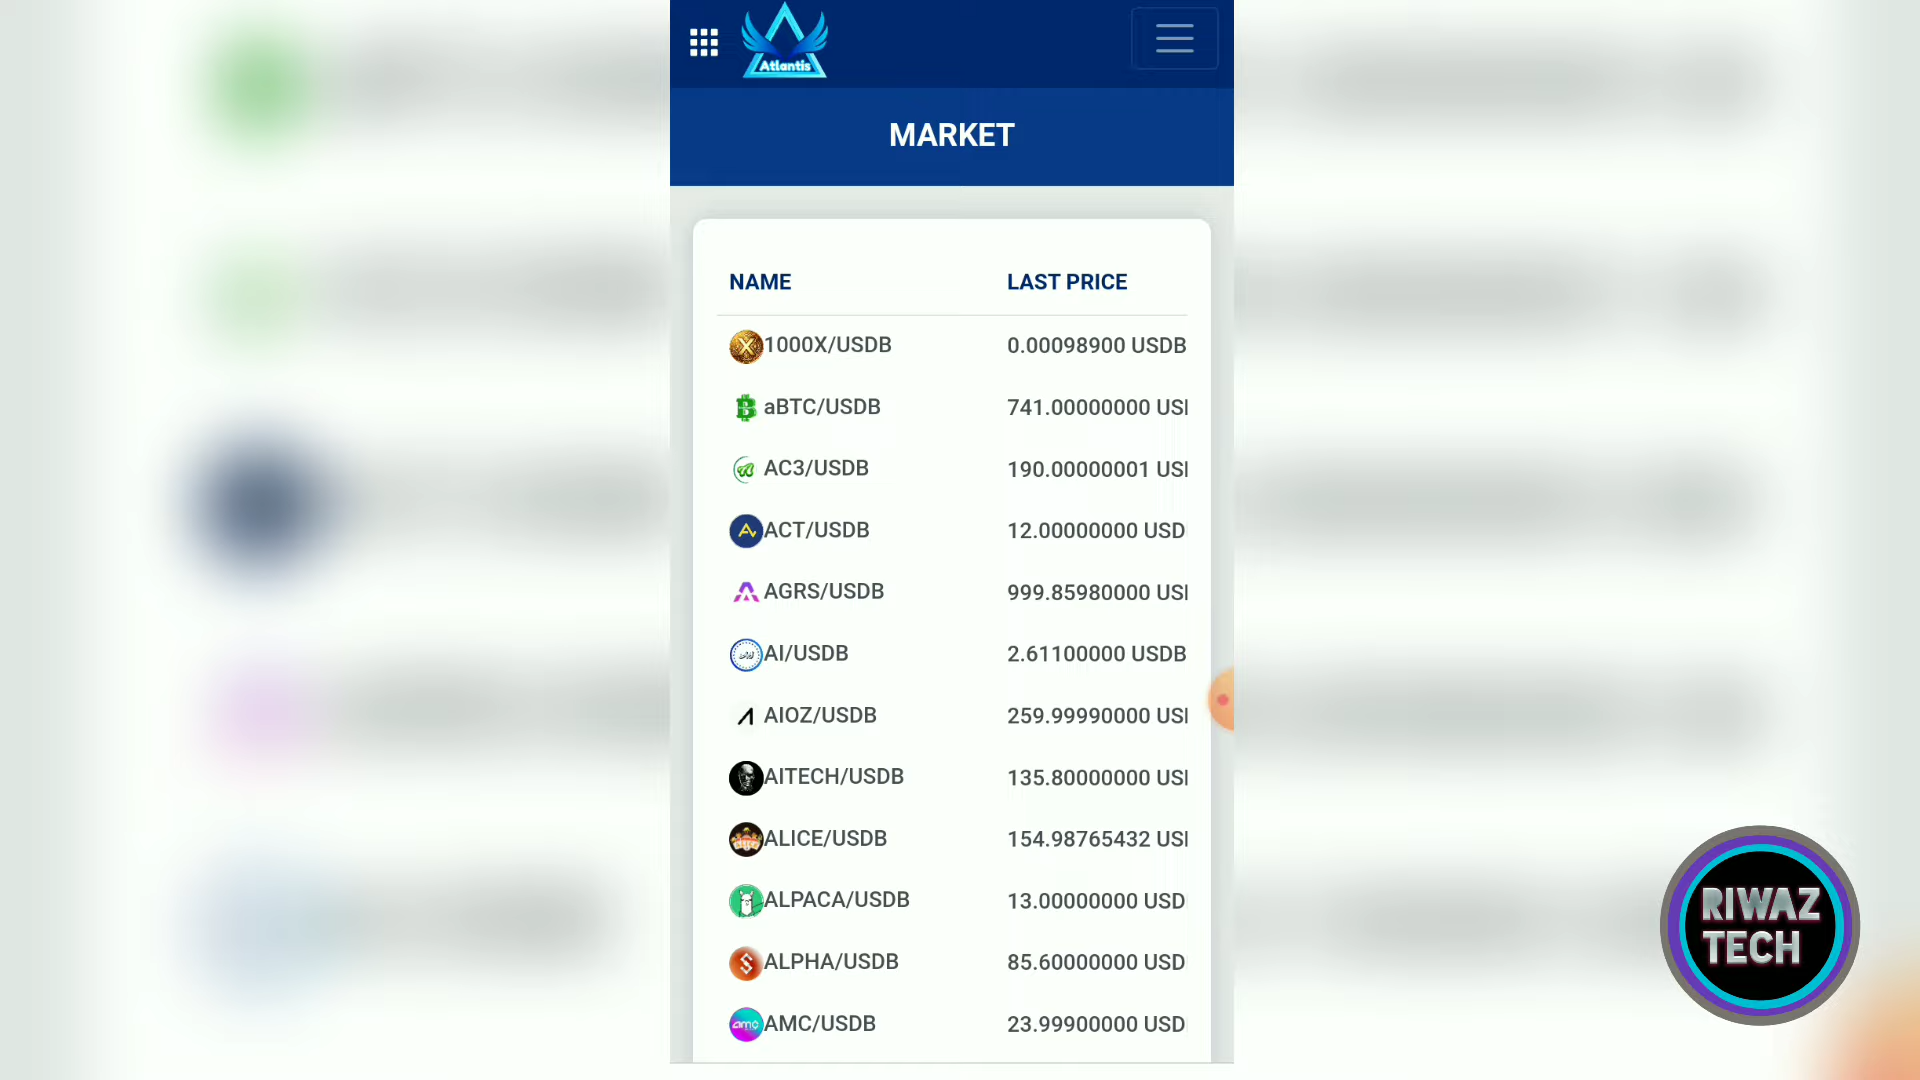 Atlantis
MARKET
NAME LAST PRICE
1000X/USDB 0.00098900 USDB
aBTC/USDB 741.00000000 USI
AC3/USDB 190.00000001 USI
ACT/USDB 12.00000000 USD
AGRS/USDB 999.85980000 USI
AI/USDB 2.61100000 USDB
AIOZ/USDB 259.99990000 USI
AITECH/USDB 135.80000000 USI
ALICE/USDB 154.98765432 USI
ALPACA/USDB 13.00000000 USD
ALPHA/USDB 85.60000000 USD
amc AMC/USDB 23.99900000 USD
RIWAZ
TECH